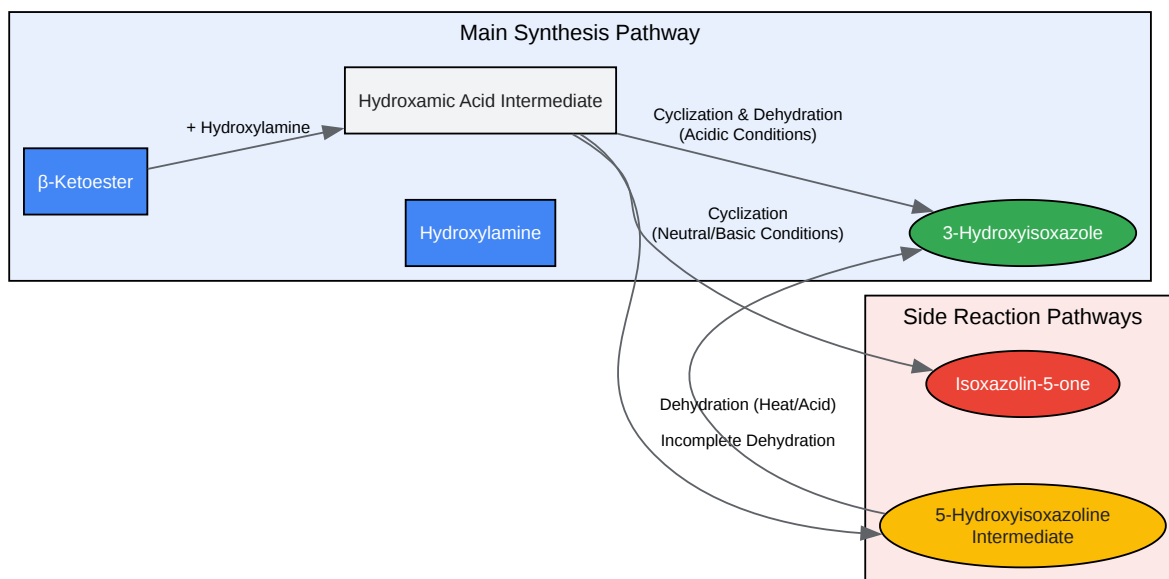 Main Synthesis Pathway
Hydroxamic Acid Intermediate
+ Hydroxylamine
Cyclization & Dehydration
(Acidic Conditions)
β-Ketoester
Hydroxylamine
Cyclization
(Neutral/Basic Conditions)
3-Hydroxyisoxazole
Side Reaction Pathways
Isoxazolin-5-one
Dehydration (Heat/Acid)
Incomplete Dehydration
5-Hydroxyisoxazoline
Intermediate